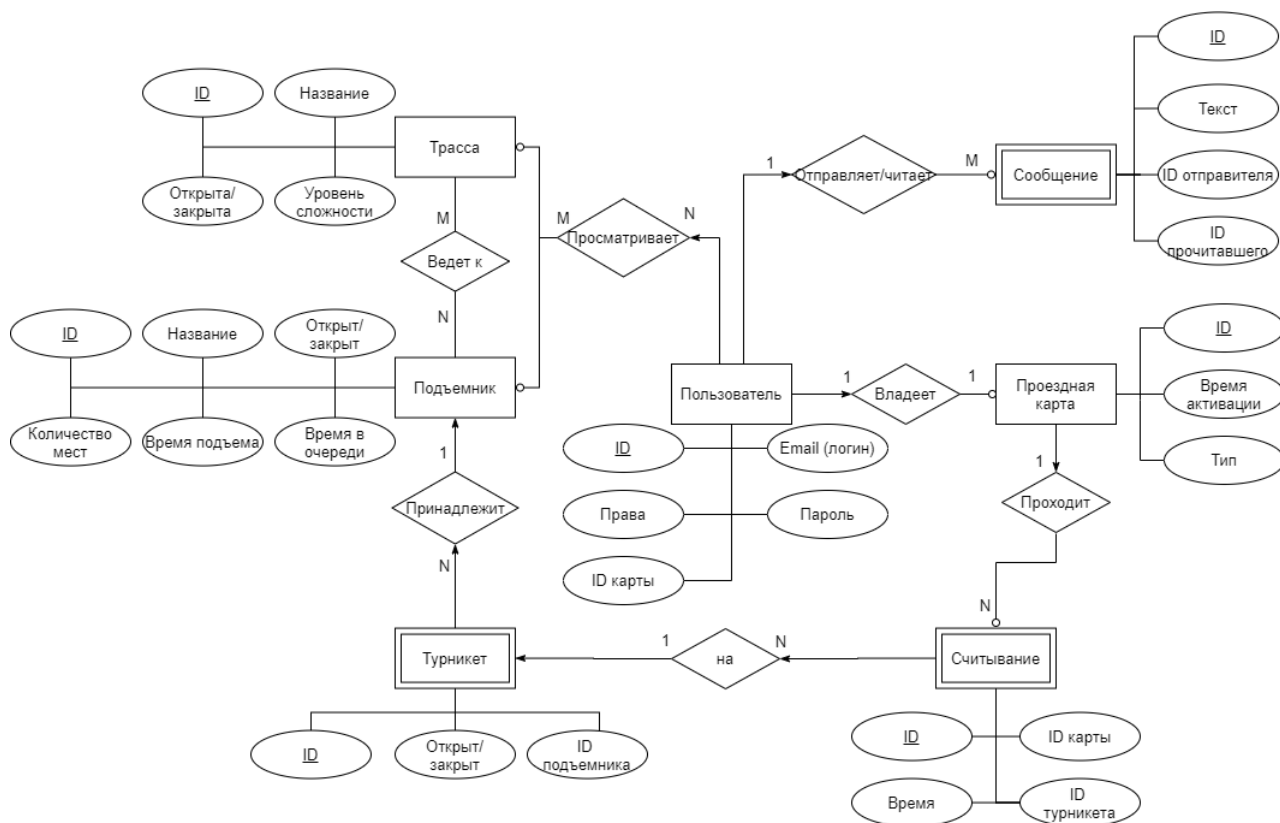 ID
ID
Название
Текст
Трасса
1
Отправляет/читает
M
Сообщение
ID отправителя
Открыта/
закрыта
Уровень
сложности
M
M
N
Просматривает
ID
прочитавшего
Ведет к
N
ID
Название
Открыт/
закрыт
ID
Подъемник
Пользователь
1
Владеет
1
Проездная
карта
Время
активации
Количество
мест
Время подъема
Время в
очереди
ID
Email (логин)
Тип
1
1
Принадлежит
Права
Пароль
Проходит
N
ID карты
N
Турникет
1
на
N
Считывание
ID
Открыт/
закрыт
ID
подъемника
ID
ID карты
Время
ID
турникета